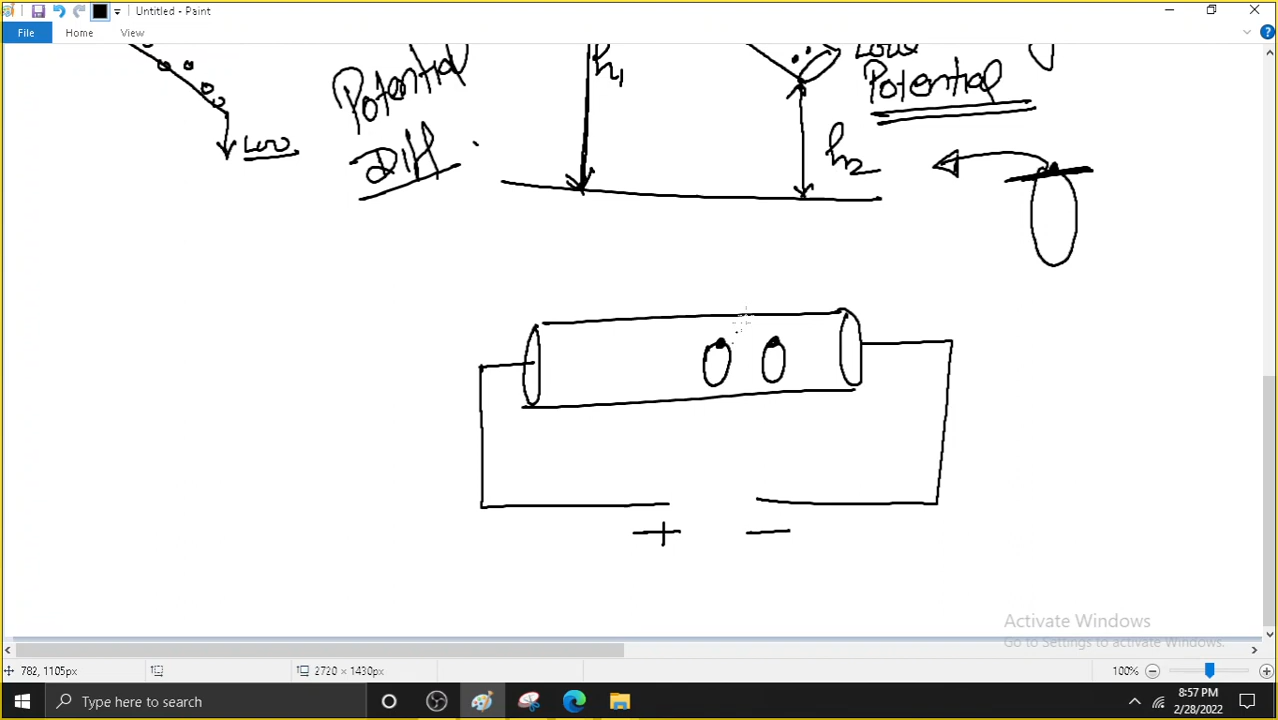 Untitled - Paint
File Home View
Low
Potential
Diff
h1
Low
Potential
h2
+ -
Activate Windows
Go to Settings to activate Windows.
782, 1105px
2720 × 1430px
100%
Type here to search
8:57 PM
2/28/2022